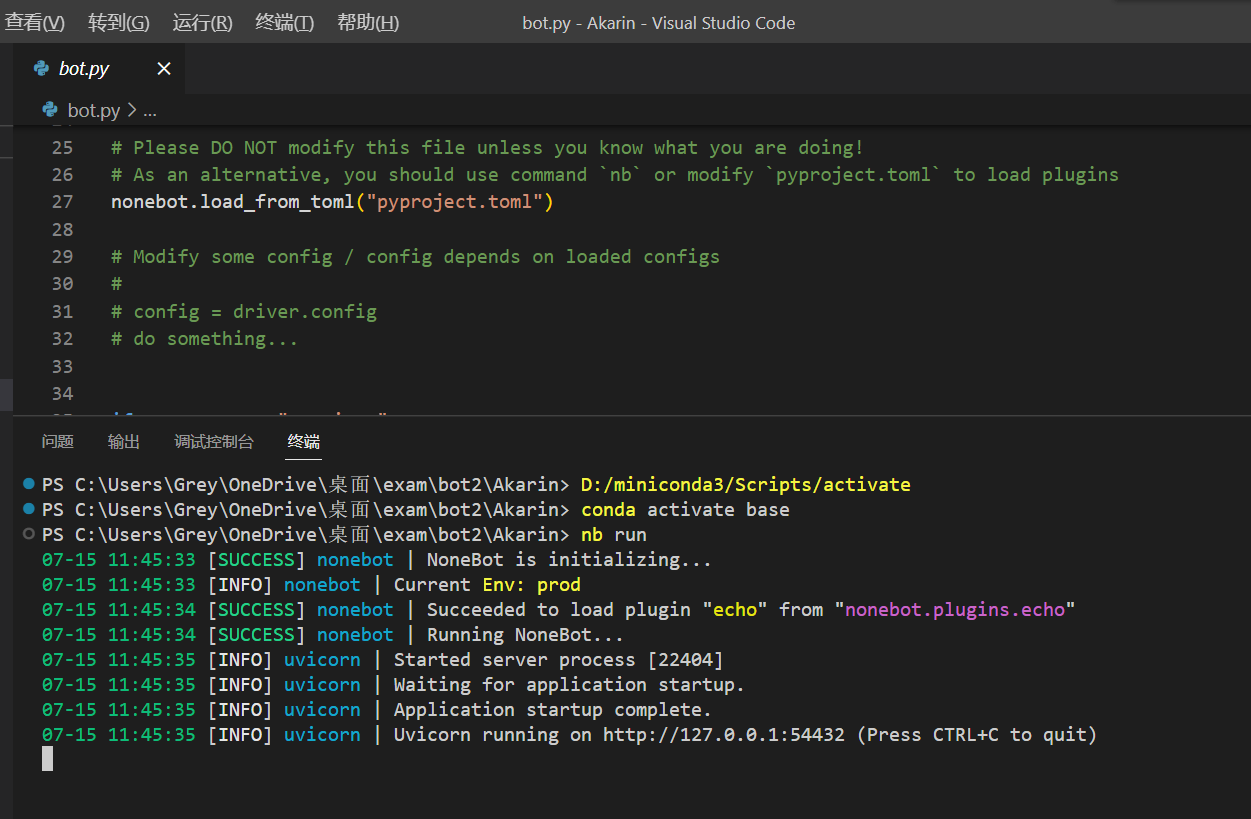 查看(V) 转到(G) 运行(R) 终端(T) 帮助(H) bot.py - Akarin - Visual Studio Code
bot.py
bot.py > ...
25 # Please DO NOT modify this file unless you know what you are doing!
26 # As an alternative, you should use command `nb` or modify `pyproject.toml` to load plugins
27 nonebot.load_from_toml("pyproject.toml")
28
29 # Modify some config / config depends on loaded configs
30 #
31 # config = driver.config
32 # do something...
33
34
问题 输出 调试控制台 终端
PS C:\Users\Grey\OneDrive\桌面\exam\bot2\Akarin> D:/miniconda3/Scripts/activate
PS C:\Users\Grey\OneDrive\桌面\exam\bot2\Akarin> conda activate base
PS C:\Users\Grey\OneDrive\桌面\exam\bot2\Akarin> nb run
07-15 11:45:33 [SUCCESS] nonebot | NoneBot is initializing...
07-15 11:45:33 [INFO] nonebot | Current Env: prod
07-15 11:45:34 [SUCCESS] nonebot | Succeeded to load plugin "echo" from "nonebot.plugins.echo"
07-15 11:45:34 [SUCCESS] nonebot | Running NoneBot...
07-15 11:45:35 [INFO] uvicorn | Started server process [22404]
07-15 11:45:35 [INFO] uvicorn | Waiting for application startup.
07-15 11:45:35 [INFO] uvicorn | Application startup complete.
07-15 11:45:35 [INFO] uvicorn | Uvicorn running on http://127.0.0.1:54432 (Press CTRL+C to quit)